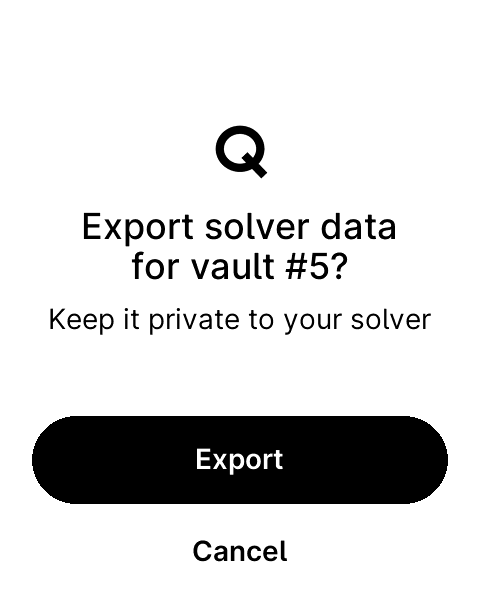 Q
Export solver data
for vault #5?
Keep it private to your solver
Export
Cancel